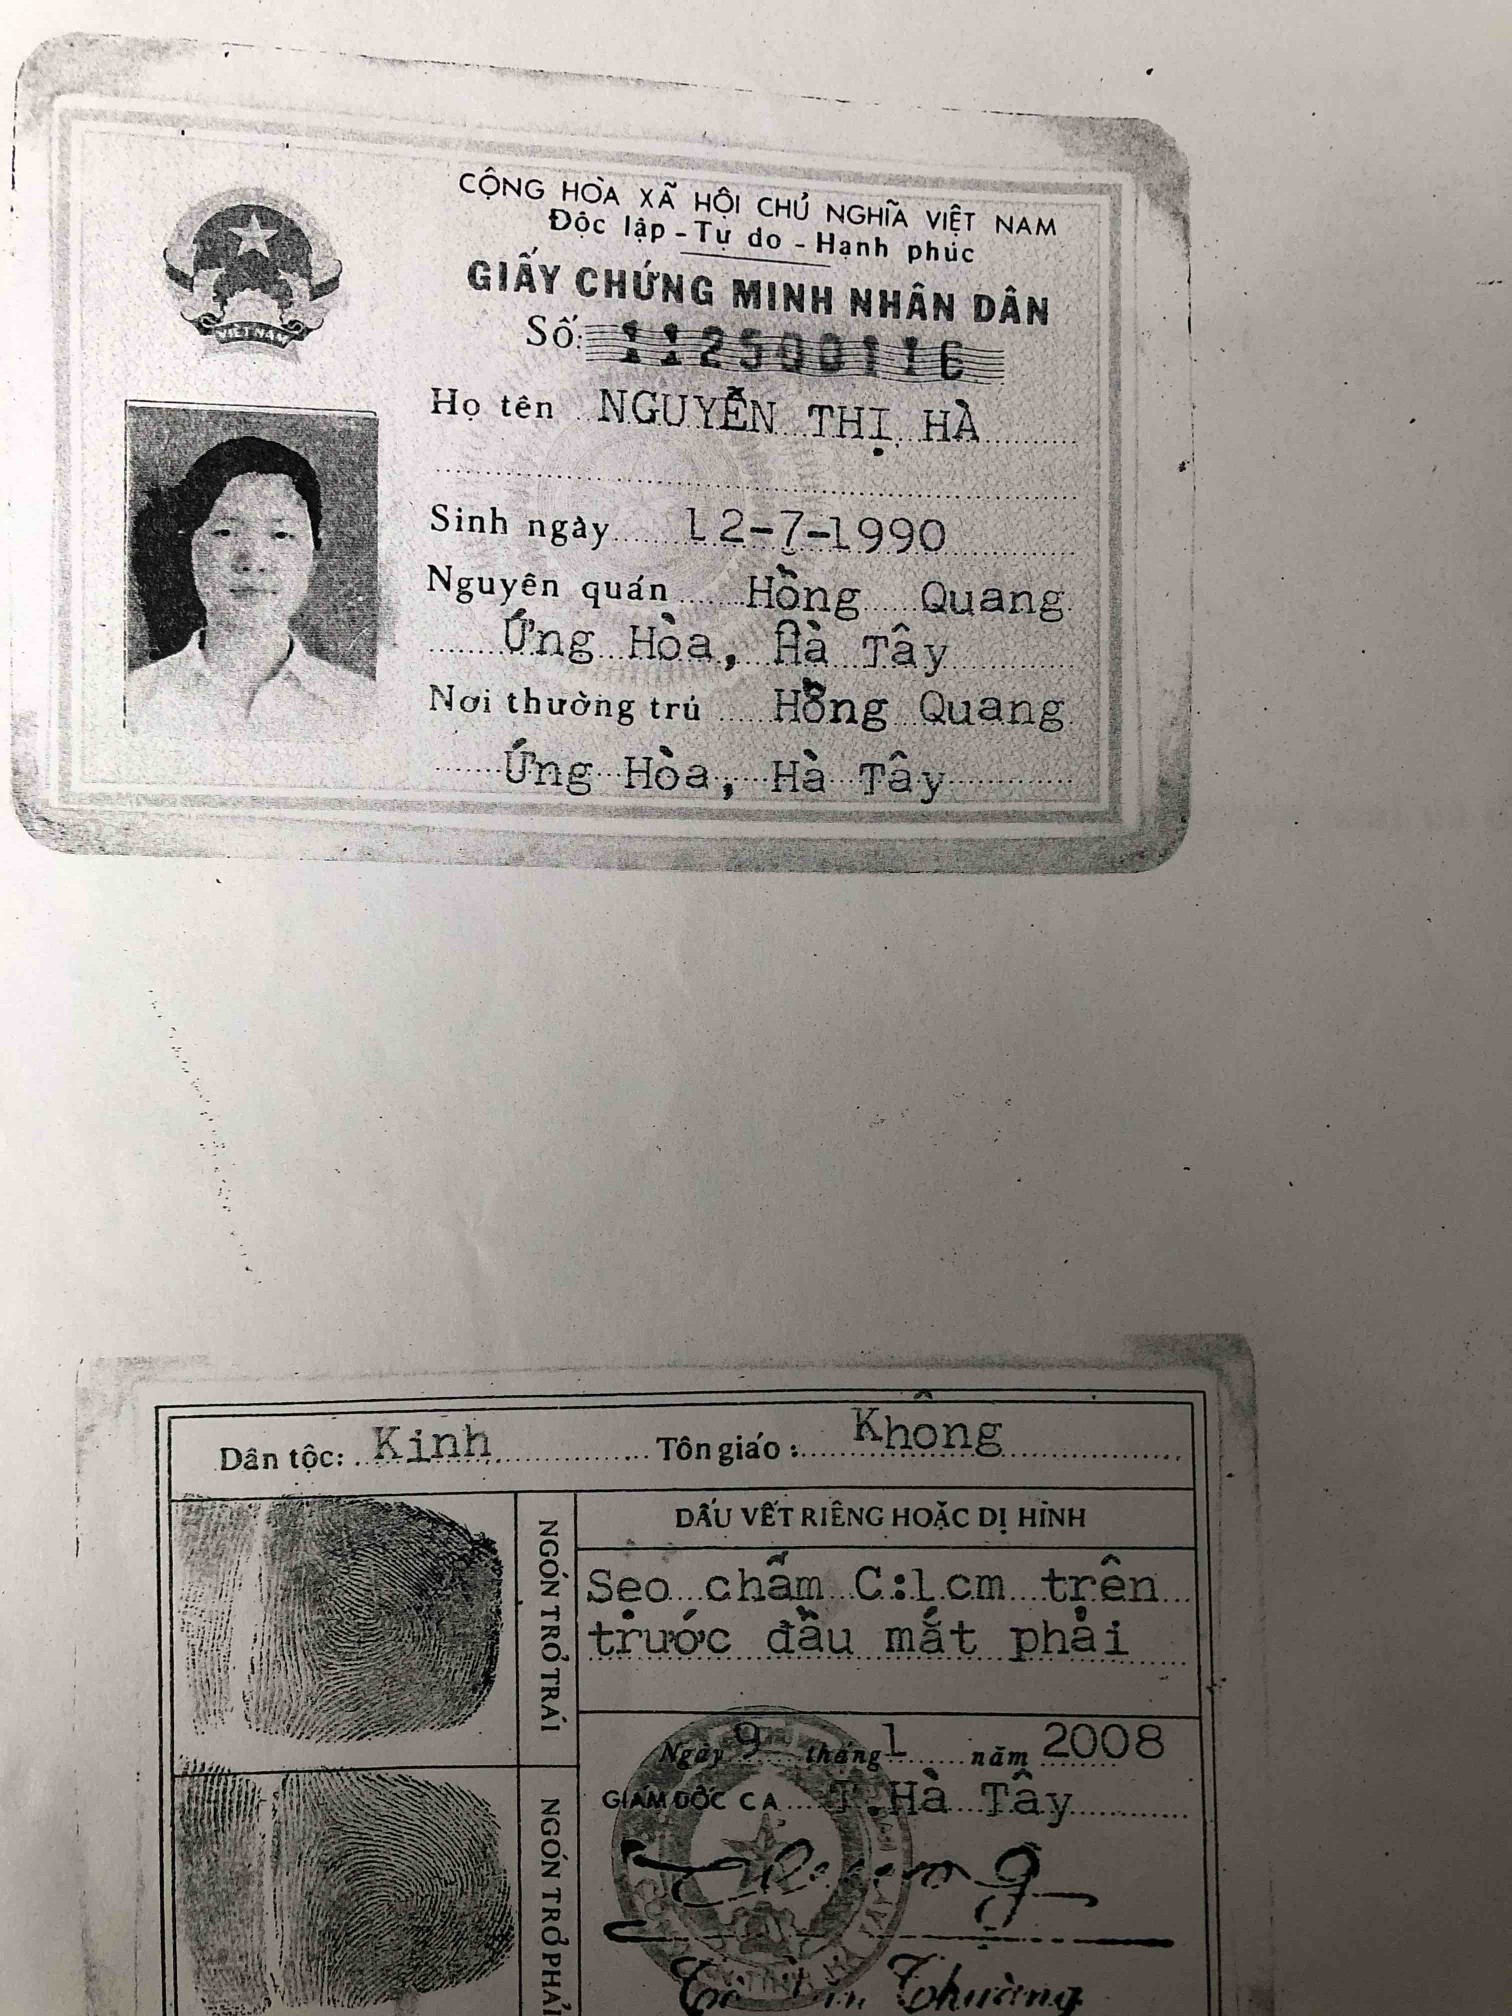 CỘNG HÒA XÃ HỘI CHỦ NGHĨA VIỆT NAM
Độc lập - Tự do - Hạnh phúc
GIẤY CHỨNG MINH NHÂN DÂN
VIỆT NAM
Số: 112500116
Họ tên NGUYỄN THỊ HÀ
Sinh ngày 12-7-1990
Nguyên quán Hồng Quang
Ứng Hòa, Hà Tây
Nơi thường trú Hồng Quang
Ứng Hòa, Hà Tây
Dân tộc: Kinh Tôn giáo: Không
NGÓN TRỎ TRÁI
DẤU VẾT RIÊNG HOẶC DỊ HÌNH
Sẹo chấm C:1cm trên
trước đầu mắt phải
Ngày 9 tháng 1 năm 2008
GIÁM ĐỐC CA T.Hà Tây
NGÓN TRỎ PHẢI
Thường